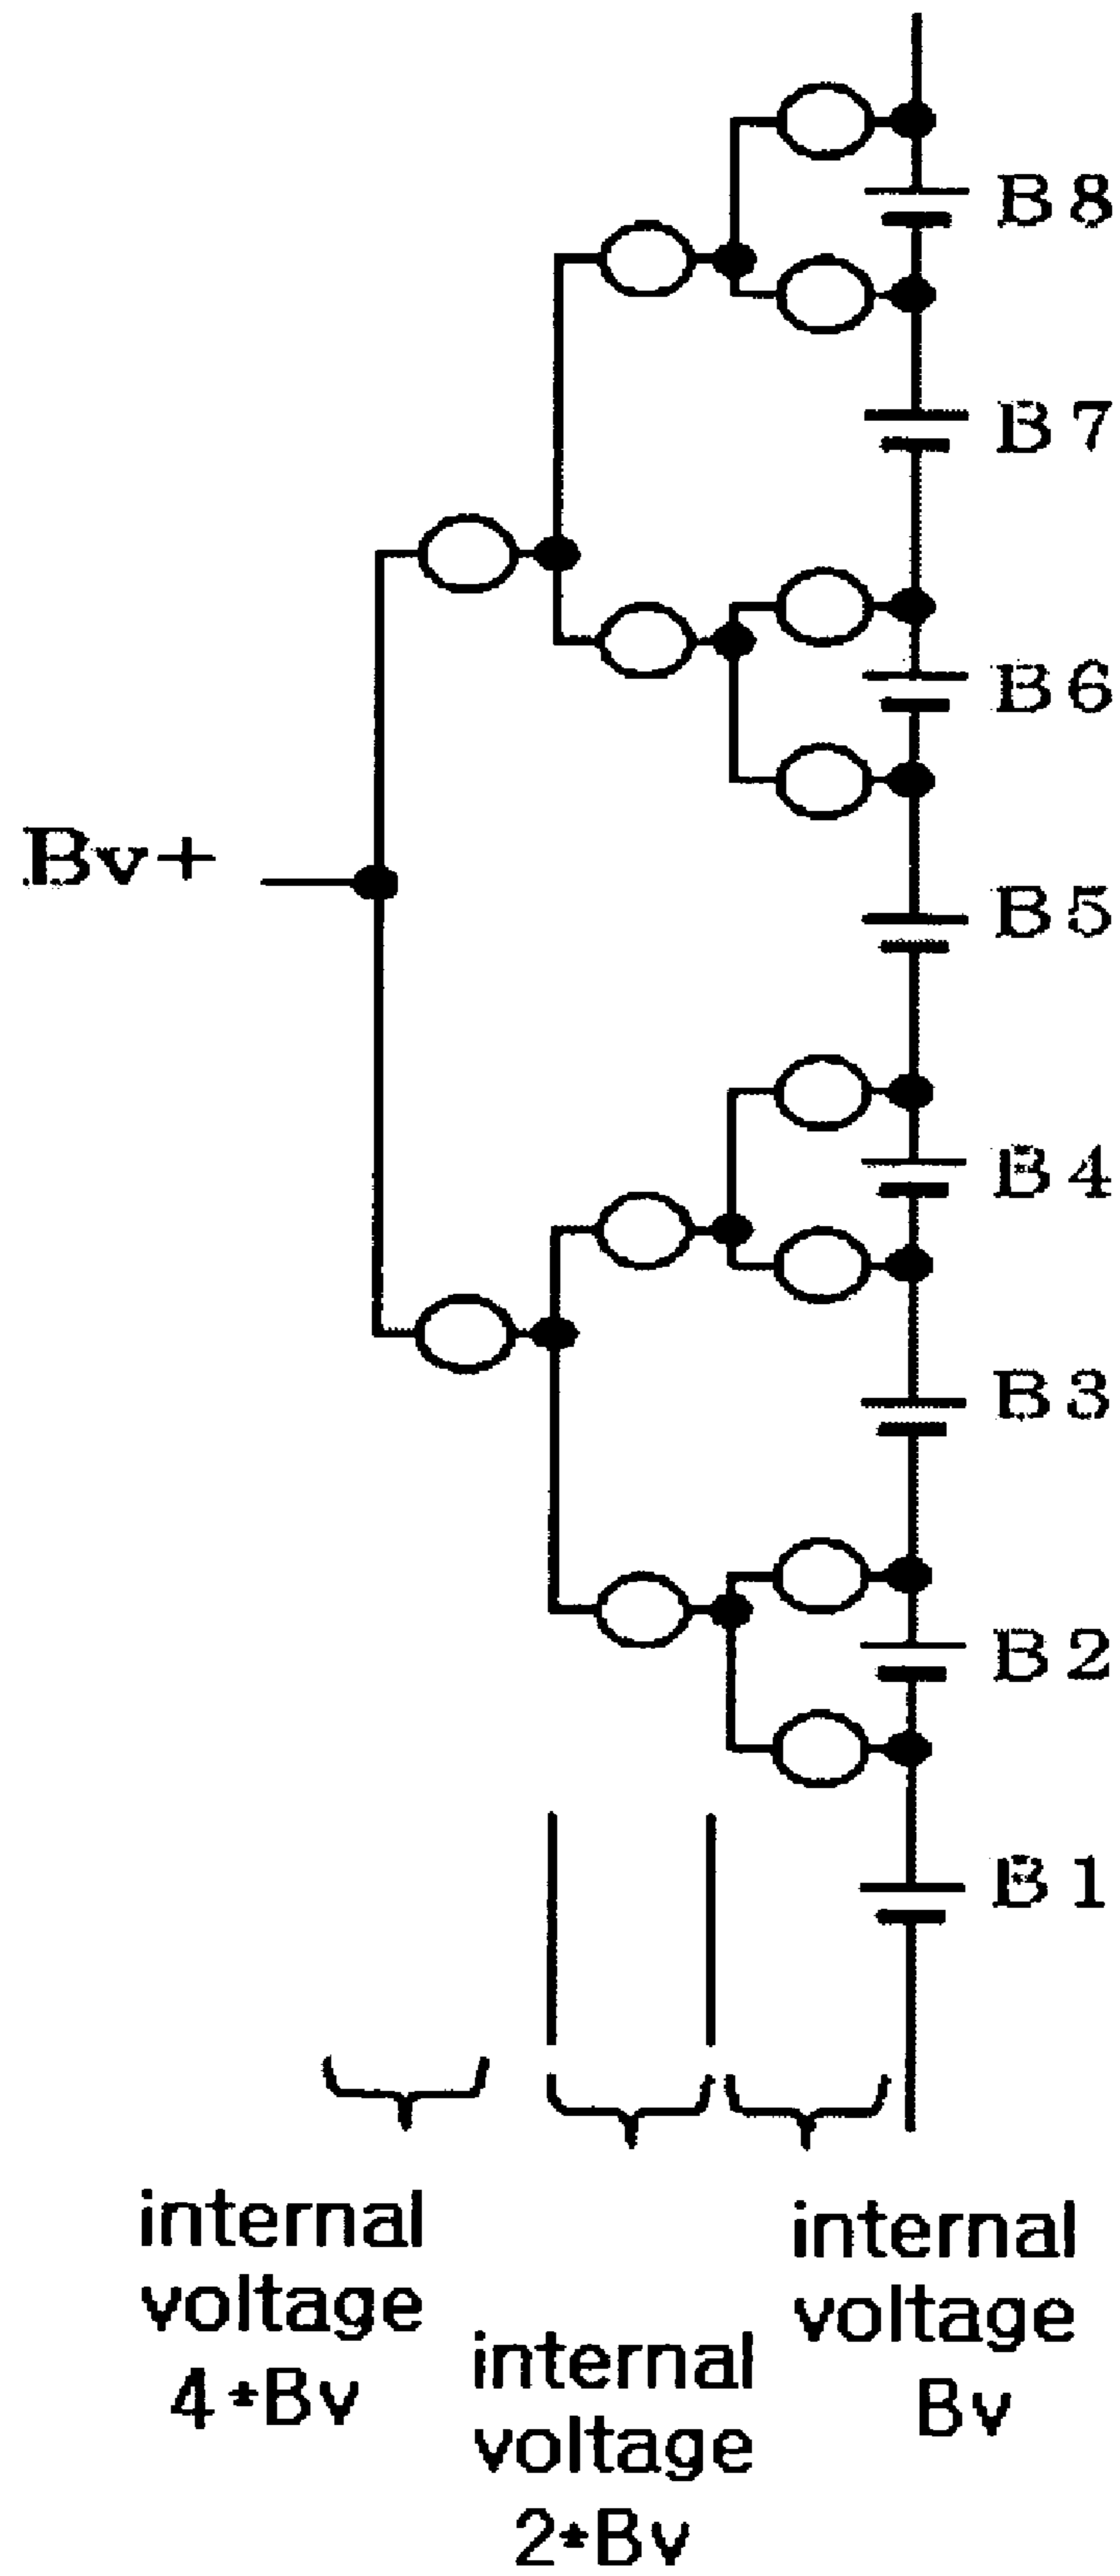 B8
B7
B6
Bv+
B5
B4
B3
B2
B1
internal
voltage
4*Bv
internal
voltage
2*Bv
internal
voltage
Bv